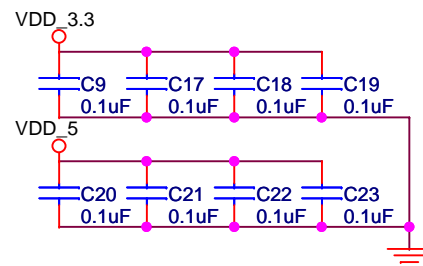 VDD_3.3
C9 C17 C18 C19
0.1uF 0.1uF 0.1uF 0.1uF
VDD_5
C20 C21 C22 C23
0.1uF 0.1uF 0.1uF 0.1uF